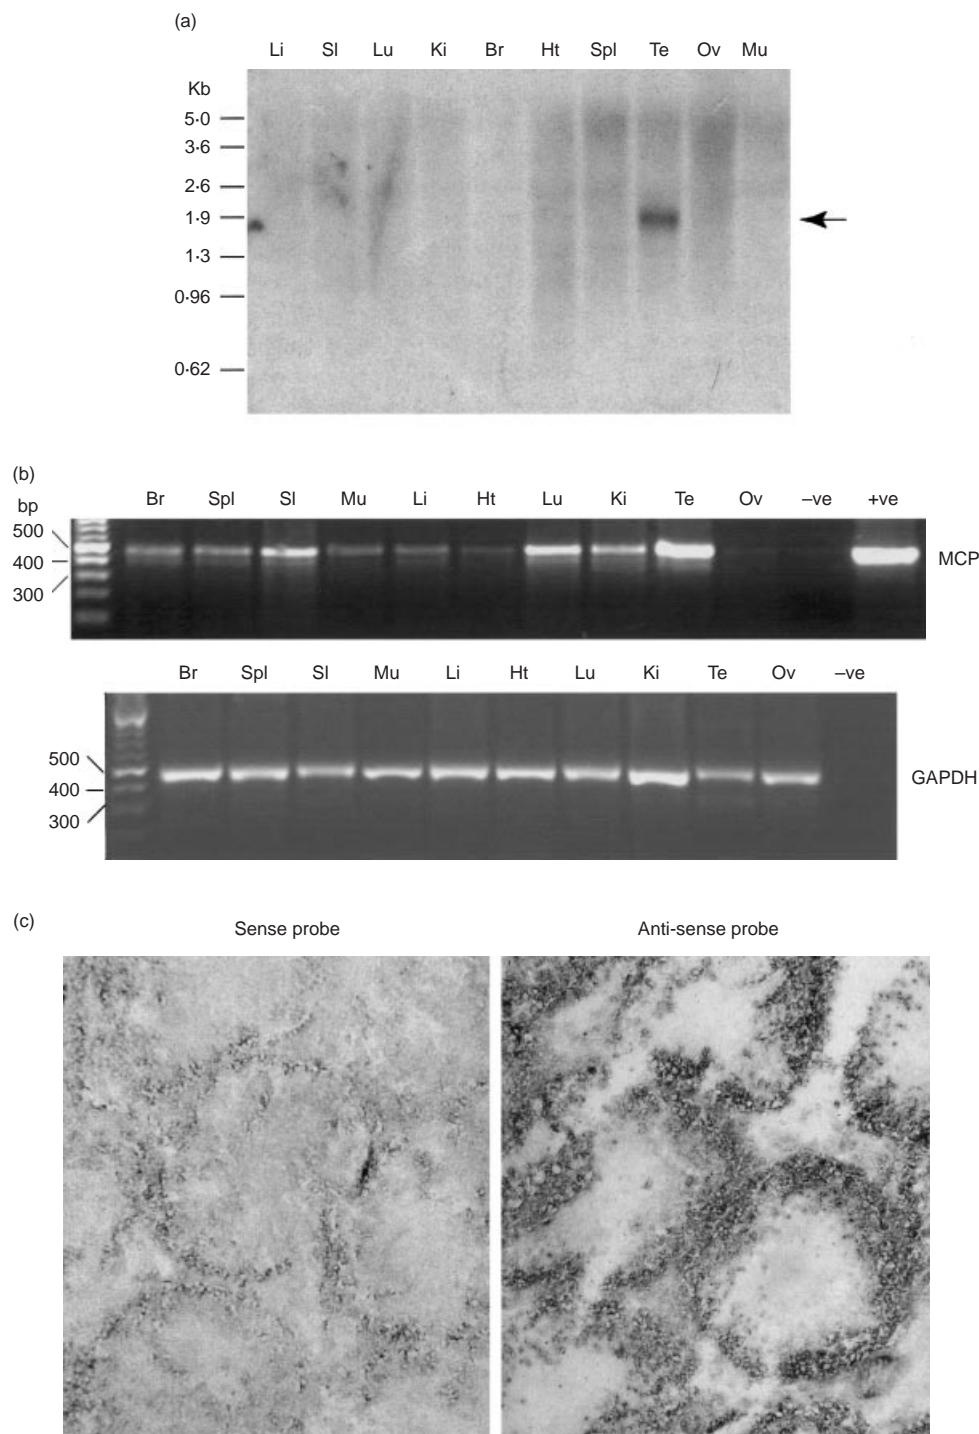 (a)
Li Sl Lu Ki Br Ht Spl Te Ov Mu
Kb
5·0
3·6
2·6
1·9
1·3
0·96
0·62
(b)
bp Br Spl Sl Mu Li Ht Lu Ki Te Ov –ve +ve
500
400
300
MCP
Br Spl Sl Mu Li Ht Lu Ki Te Ov –ve
500
400
300
GAPDH
(c)
Sense probe Anti-sense probe